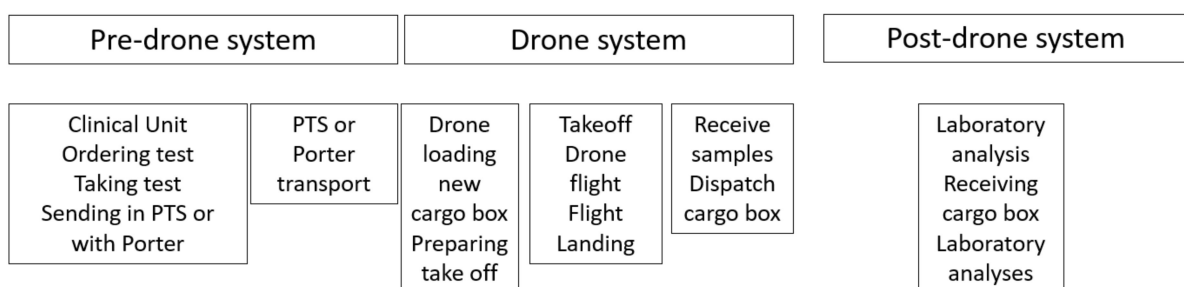 Pre-drone system
Drone system
Post-drone system
Clinical Unit
Ordering test
Taking test
Sending in PTS or
with Porter
PTS or
Porter
transport
Drone
loading
new
cargo box
Preparing
take off
Takeoff
Drone
flight
Flight
Landing
Receive
samples
Dispatch
cargo box
Laboratory
analysis
Receiving
cargo box
Laboratory
analyses